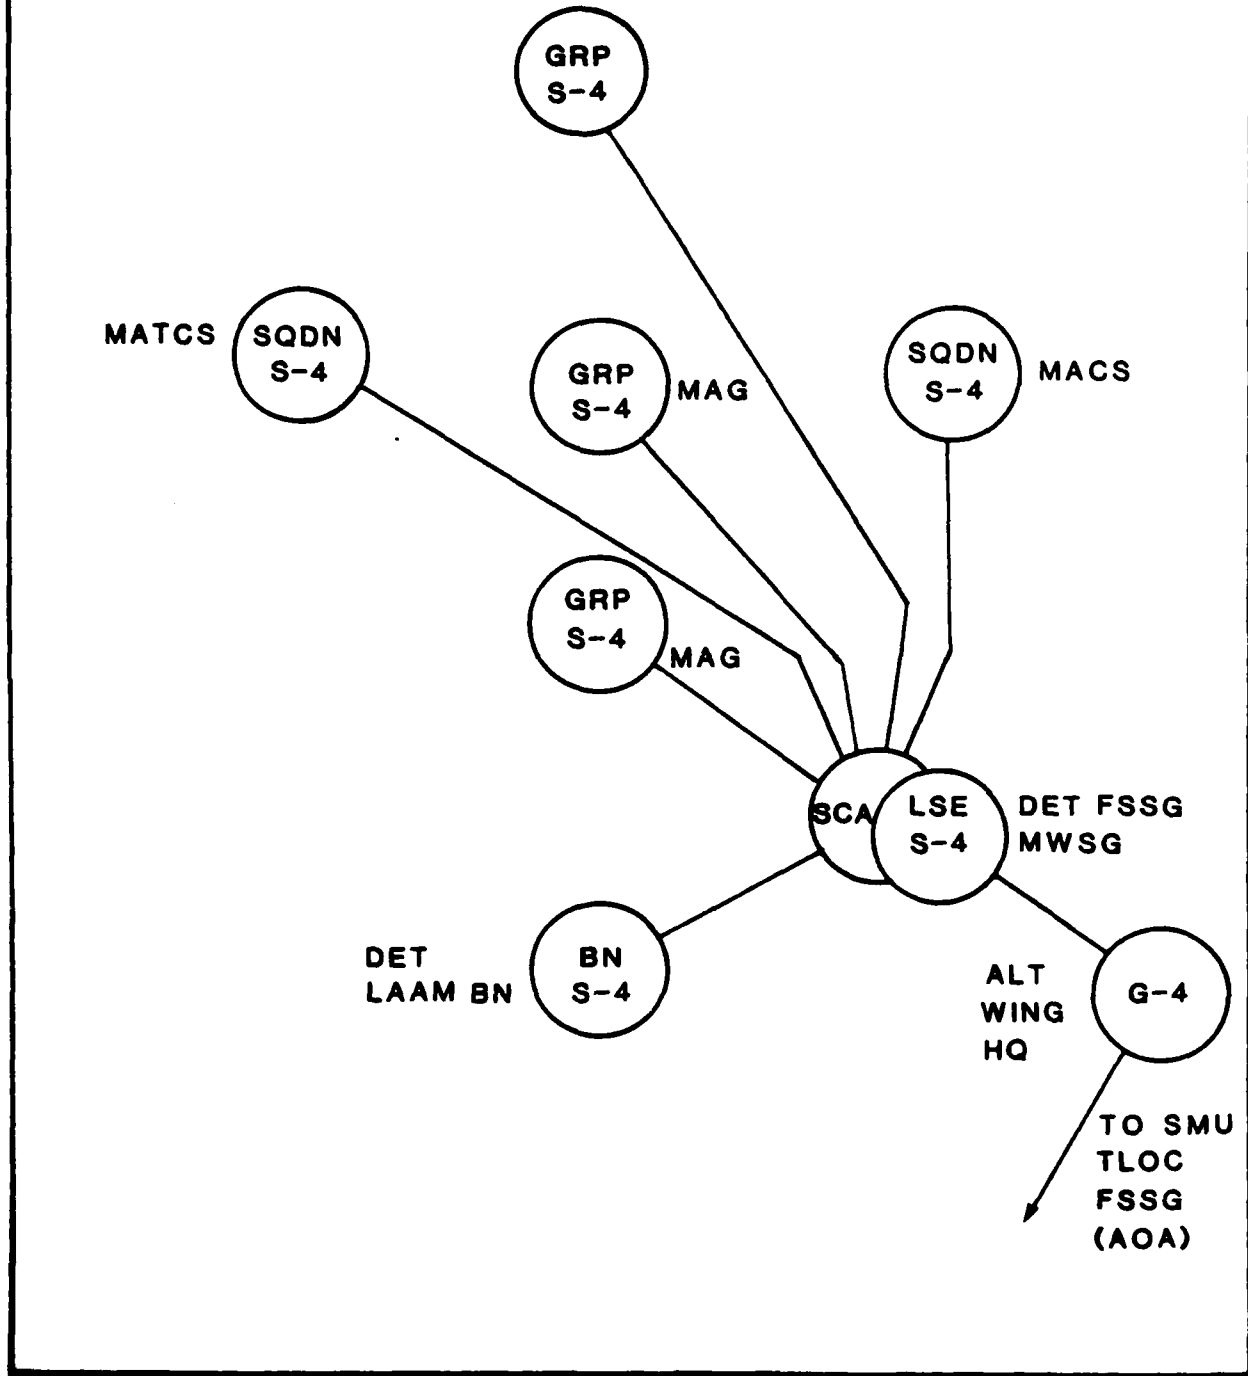 GRP
S-4
MATCS
SQDN
S-4
GRP
S-4
MAG
SQDN
S-4
MACS
GRP
S-4
MAG
SCA
LSE
S-4
DET FSSG
MWSG
DET
LAAM BN
BN
S-4
ALT
WING
HQ
G-4
TO SMU
TLOC
FSSG
(AOA)